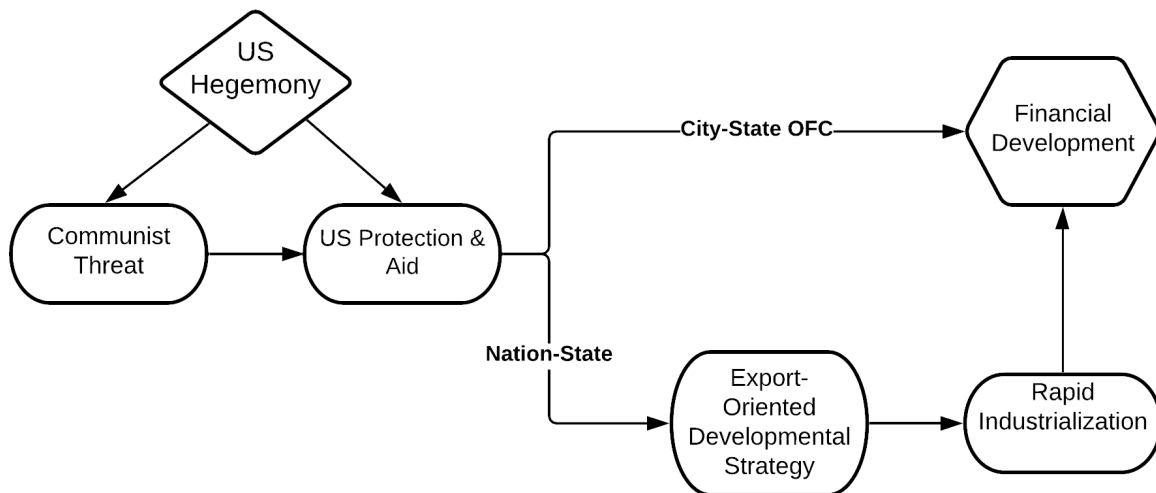 US
Hegemony
Communist
Threat
US Protection &
Aid
City-State OFC
Financial
Development
Nation-State
Export-
Oriented
Developmental
Strategy
Rapid
Industrialization